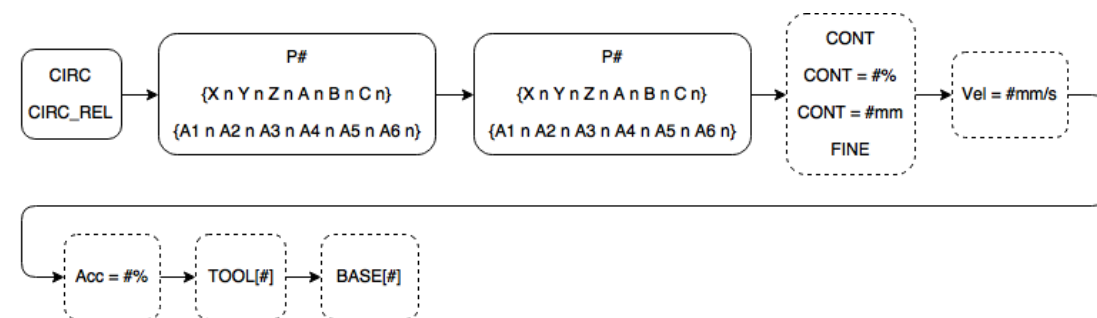 CIRC
CIRC_REL
P#
{X n Y n Z n A n B n C n}
{A1 n A2 n A3 n A4 n A5 n A6 n}
P#
{X n Y n Z n A n B n C n}
{A1 n A2 n A3 n A4 n A5 n A6 n}
CONT
CONT = #%
CONT = #mm
FINE
Vel = #mm/s
Acc = #%
TOOL[#]
BASE[#]